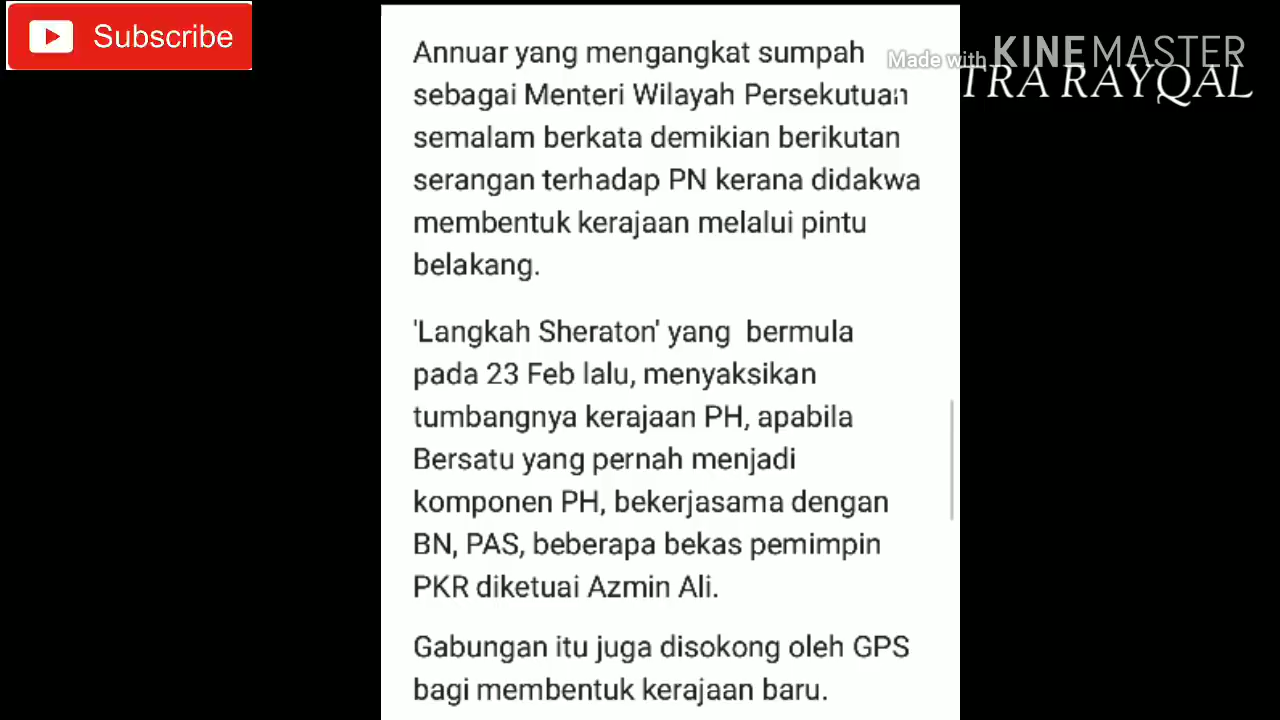 Subscribe
Made with KINEMASTER
TRA RAYQAL
Annuar yang mengangkat sumpah
sebagai Menteri Wilayah Persekutuan
semalam berkata demikian berikutan
serangan terhadap PN kerana didakwa
membentuk kerajaan melalui pintu
belakang.
'Langkah Sheraton' yang bermula
pada 23 Feb lalu, menyaksikan
tumbangnya kerajaan PH, apabila
Bersatu yang pernah menjadi
komponen PH, bekerjasama dengan
BN, PAS, beberapa bekas pemimpin
PKR diketuai Azmin Ali.
Gabungan itu juga disokong oleh GPS
bagi membentuk kerajaan baru.